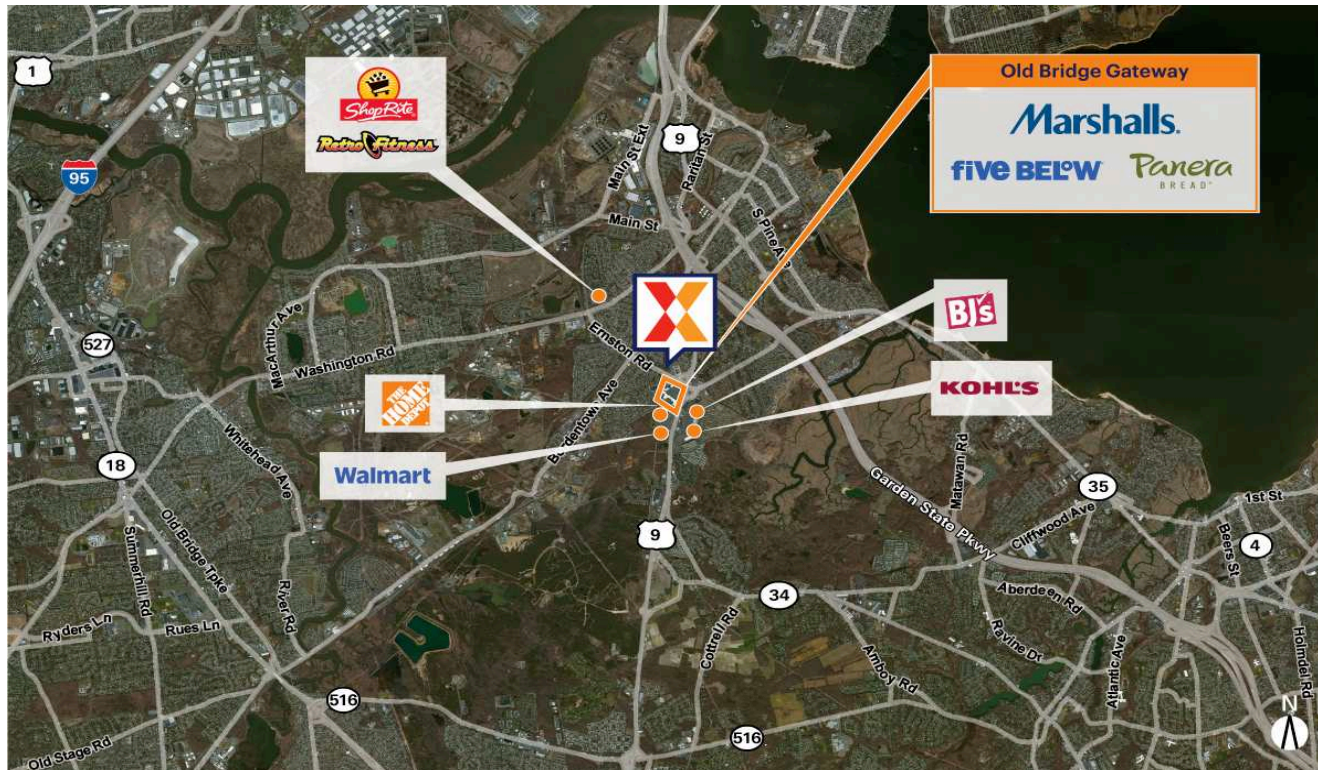 1
95
ShopRite
Retro Fitness
9
Main St Ext
Raritan St
Main St
S Pine Ave
Old Bridge Gateway
Marshalls.
five BELOW
Panera
BREAD
MacArthur Ave
Washington Rd
Ernston Rd
Bordentown Ave
527
18
Whitehead Ave
THE
HOME
DEPOT
Walmart
BJ's
KOHL'S
Garden State Pkwy
Matawan Rd
35
1st St
Cliffwood Ave
Beers St
4
9
34
Aberdeen Rd
Ravine Dr
Atlantic Ave
Holmdel Rd
Cottrell Rd
Amboy Rd
Summerhill Rd
Old Bridge Tpke
River Rd
Ryders Ln
Rues Ln
516
516
Old Stage Rd
N